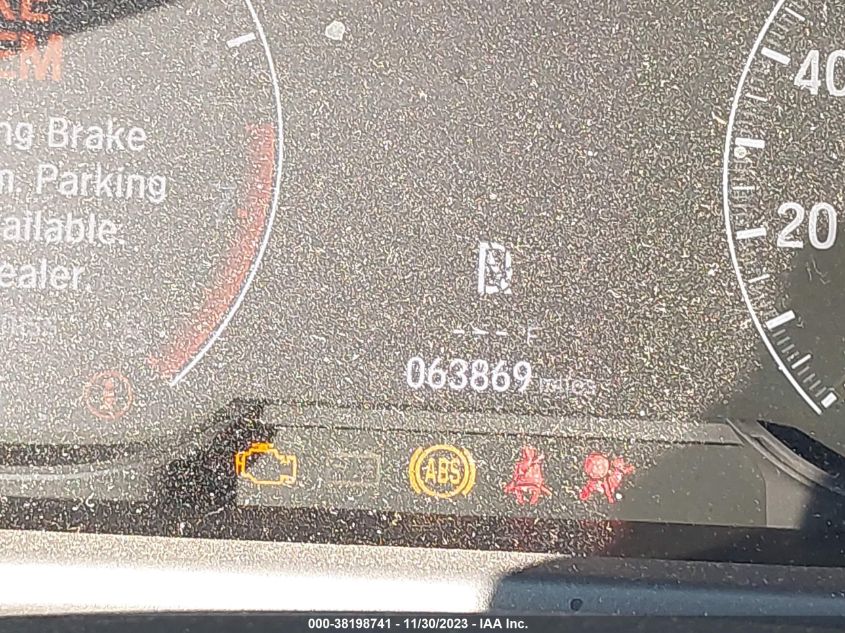 EM
ng Brake
m. Parking
ailable.
ealer.
40
20
--- F
063869 miles
ABS
000-38198741 - 11/30/2023 - IAA Inc.